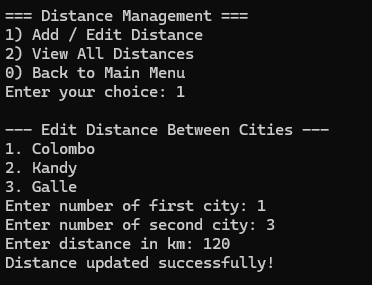 === Distance Management ===
1) Add / Edit Distance
2) View All Distances
0) Back to Main Menu
Enter your choice: 1

--- Edit Distance Between Cities ---
1. Colombo
2. Kandy
3. Galle
Enter number of first city: 1
Enter number of second city: 3
Enter distance in km: 120
Distance updated successfully!